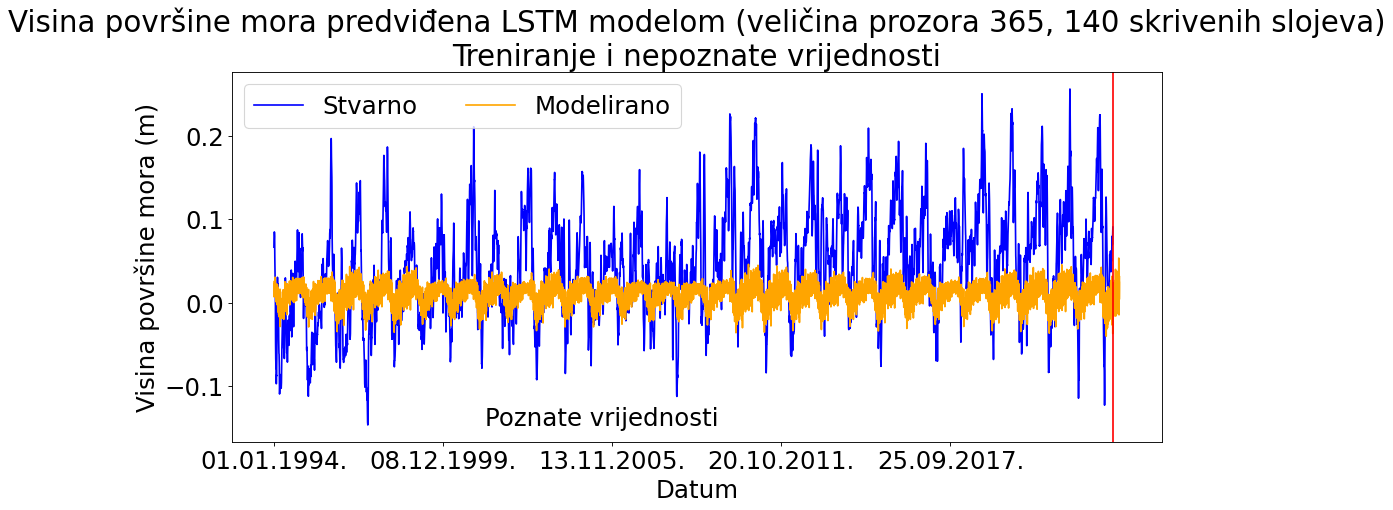 Visina površine mora predviđena LSTM modelom (veličina prozora 365, 140 skrivenih slojeva)
Treniranje i nepoznate vrijednosti
Stvarno Modelirano
Visina površine mora (m)
0.2
0.1
0.0
−0.1
Poznate vrijednosti
01.01.1994. 08.12.1999. 13.11.2005. 20.10.2011. 25.09.2017.
Datum